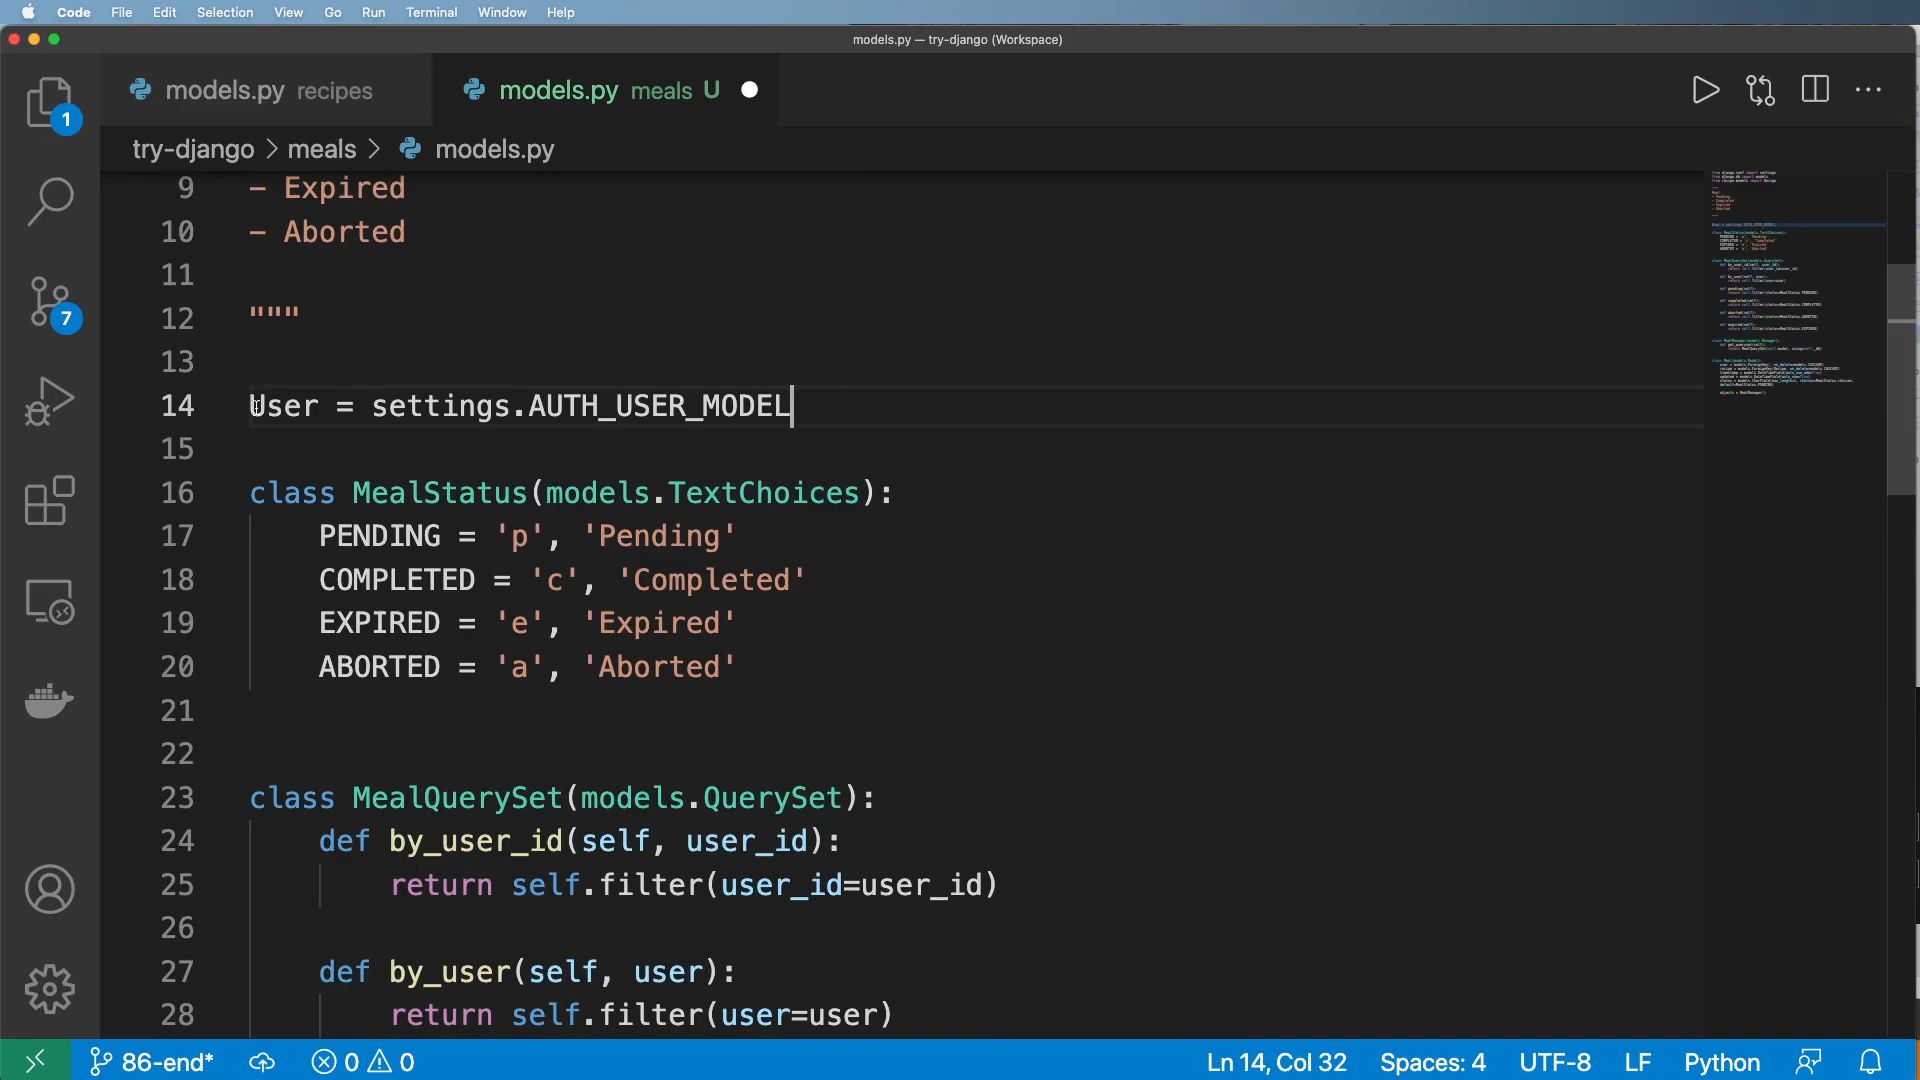 Code File Edit Selection View Go Run Terminal Window Help
models.py — try-django (Workspace)
models.py recipes
models.py meals U
1
try-django > meals > models.py
9 - Expired
10 - Aborted
11
12 """
13
14 User = settings.AUTH_USER_MODEL
15
16 class MealStatus(models.TextChoices):
17 PENDING = 'p', 'Pending'
18 COMPLETED = 'c', 'Completed'
19 EXPIRED = 'e', 'Expired'
20 ABORTED = 'a', 'Aborted'
21
22
23 class MealQuerySet(models.QuerySet):
24 def by_user_id(self, user_id):
25 return self.filter(user_id=user_id)
26
27 def by_user(self, user):
28 return self.filter(user=user)
7
86-end* 0 0 Ln 14, Col 32 Spaces: 4 UTF-8 LF Python